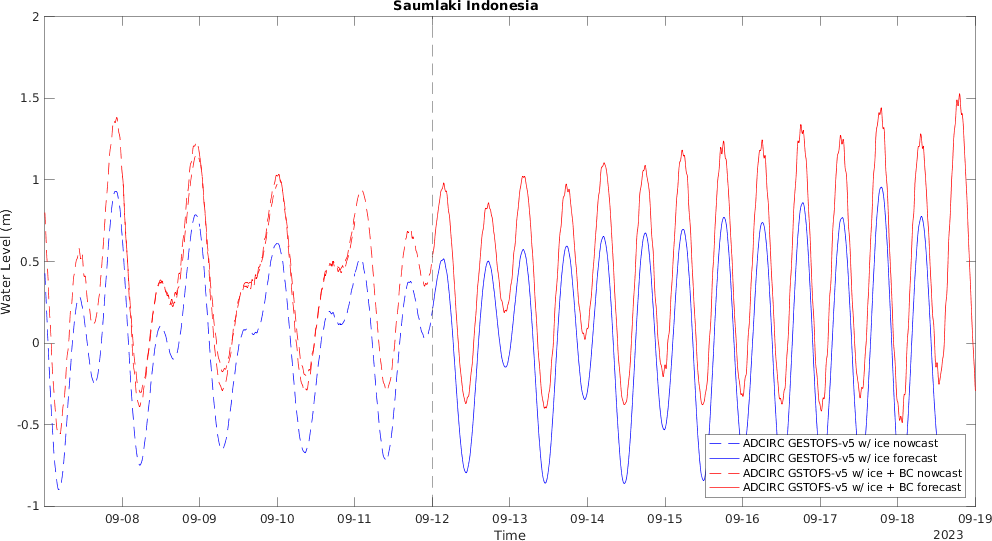 Saumlaki Indonesia
2
1.5
1
0.5
0
-0.5
-1
Water Level (m)
ADCIRC GESTOFS-v5 w/ ice nowcast
ADCIRC GESTOFS-v5 w/ ice forecast
ADCIRC GSTOFS-v5 w/ ice + BC nowcast
ADCIRC GSTOFS-v5 w/ ice + BC forecast
09-08 09-09 09-10 09-11 09-12 09-13 09-14 09-15 09-16 09-17 09-18 09-19
Time
2023